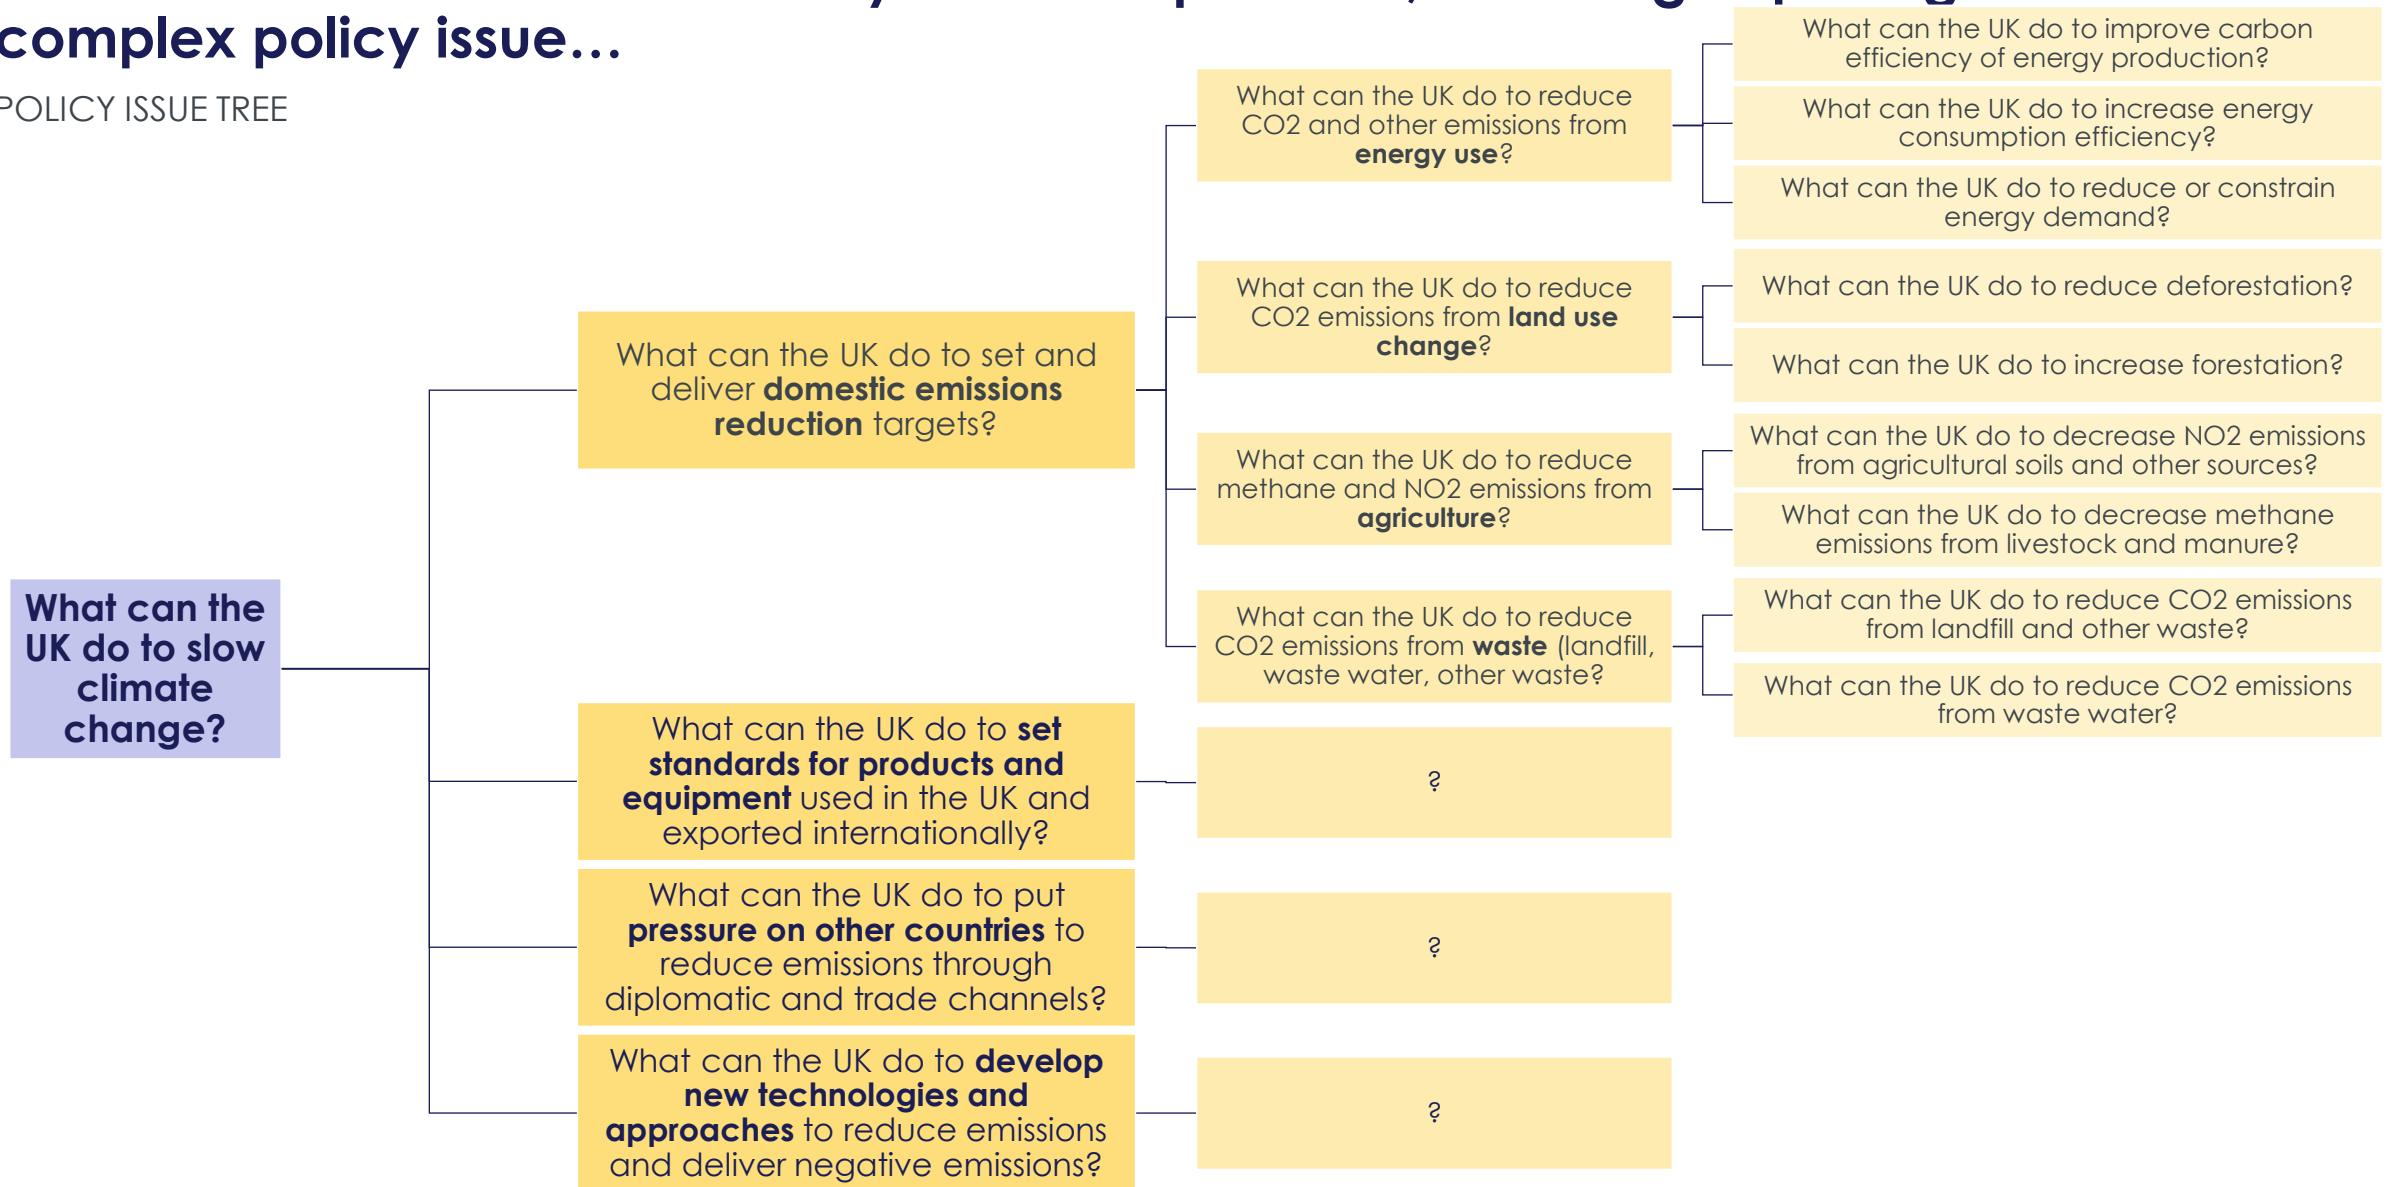 complex policy issue...
POLICY ISSUE TREE
What can the
UK do to slow
climate
change?
What can the UK do to set and
deliver domestic emissions
reduction targets?
What can the UK do to set
standards for products and
equipment used in the UK and
exported internationally?
What can the UK do to put
pressure on other countries to
reduce emissions through
diplomatic and trade channels?
What can the UK do to develop
new technologies and
approaches to reduce emissions
and deliver negative emissions?
What can the UK do to reduce
CO2 and other emissions from
energy use?
What can the UK do to reduce
CO2 emissions from land use
change?
What can the UK do to reduce
methane and NO2 emissions from
agriculture?
What can the UK do to reduce
CO2 emissions from waste (landfill,
waste water, other waste?
?
?
?
What can the UK do to improve carbon
efficiency of energy production?
What can the UK do to increase energy
consumption efficiency?
What can the UK do to reduce or constrain
energy demand?
What can the UK do to reduce deforestation?
What can the UK do to increase forestation?
What can the UK do to decrease NO2 emissions
from agricultural soils and other sources?
What can the UK do to decrease methane
emissions from livestock and manure?
What can the UK do to reduce CO2 emissions
from landfill and other waste?
What can the UK do to reduce CO2 emissions
from waste water?